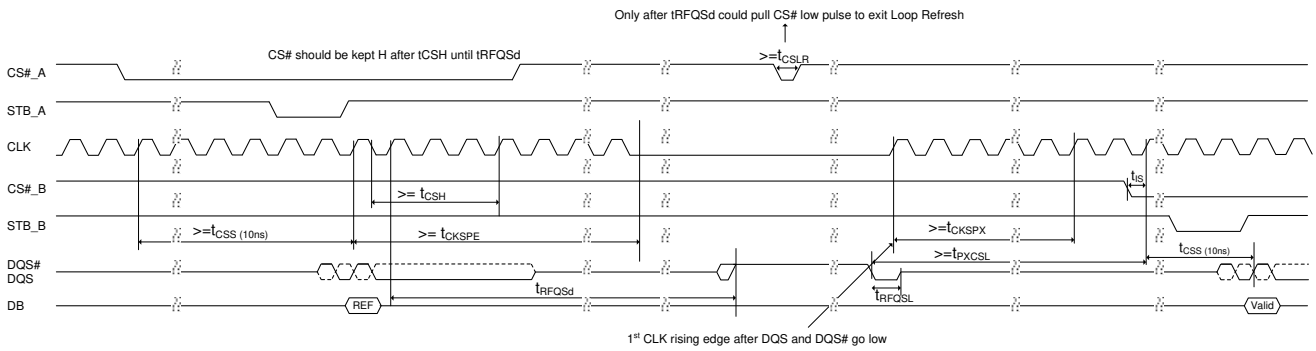 Only after tRFQSd could pull CS# low pulse to exit Loop Refresh
CS# should be kept H after tCSH until tRFQSd
>=tCSLR
CS#_A
STB_A
CLK
CS#_B
tIS
>= tCSH
STB_B
>=tCSS (10ns)
>= tCKSPE
>=tCKSPX
>=tPXCSL
tCSS (10ns)
DQS#
DQS
tRFQSd
tRFQSL
DB
REF
Valid
1st CLK rising edge after DQS and DQS# go low